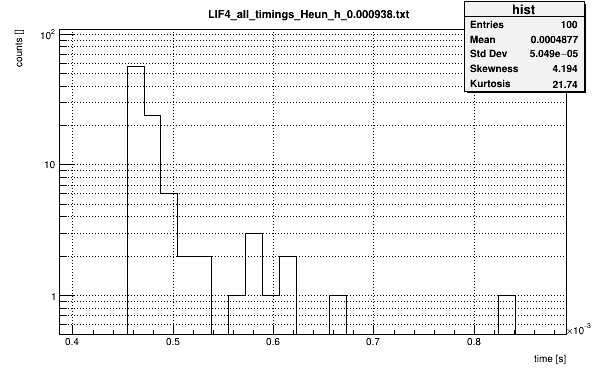 LIF4_all_timings_Heun_h_0.000938.txt
hist
Entries 100
Mean 0.0004877
Std Dev 5.049e−05
Skewness 4.194
Kurtosis 21.74
counts []
10²
10
1
0.4 0.5 0.6 0.7 0.8
×10⁻³
time [s]